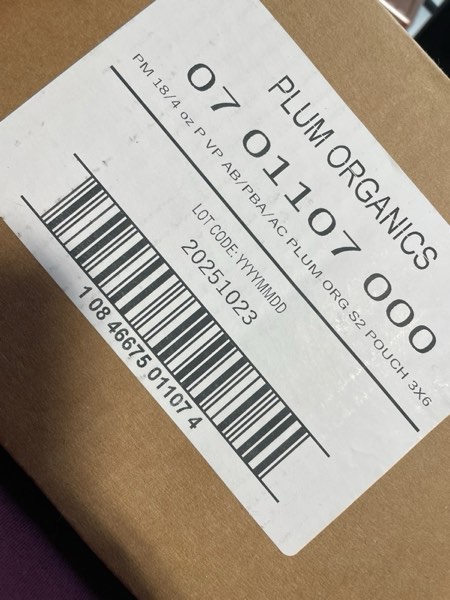 PLUM ORGANICS
07 01107 000
PM 18/4 oz P VP AB/PBA/AC PLUM ORG S2 POUCH 3X6
LOT CODE: YYYYMMDD
20251023
1 08 46675 01107 4